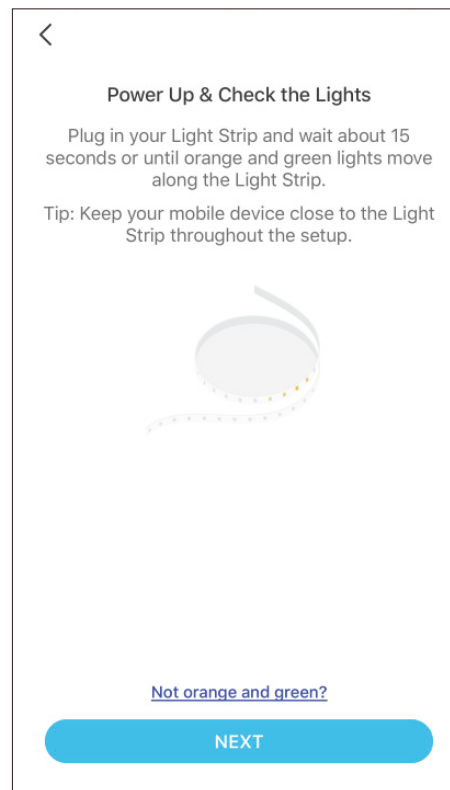 Power Up & Check the Lights
Plug in your Light Strip and wait about 15
seconds or until orange and green lights move
along the Light Strip.
Tip: Keep your mobile device close to the Light
Strip throughout the setup.
Not orange and green?
NEXT